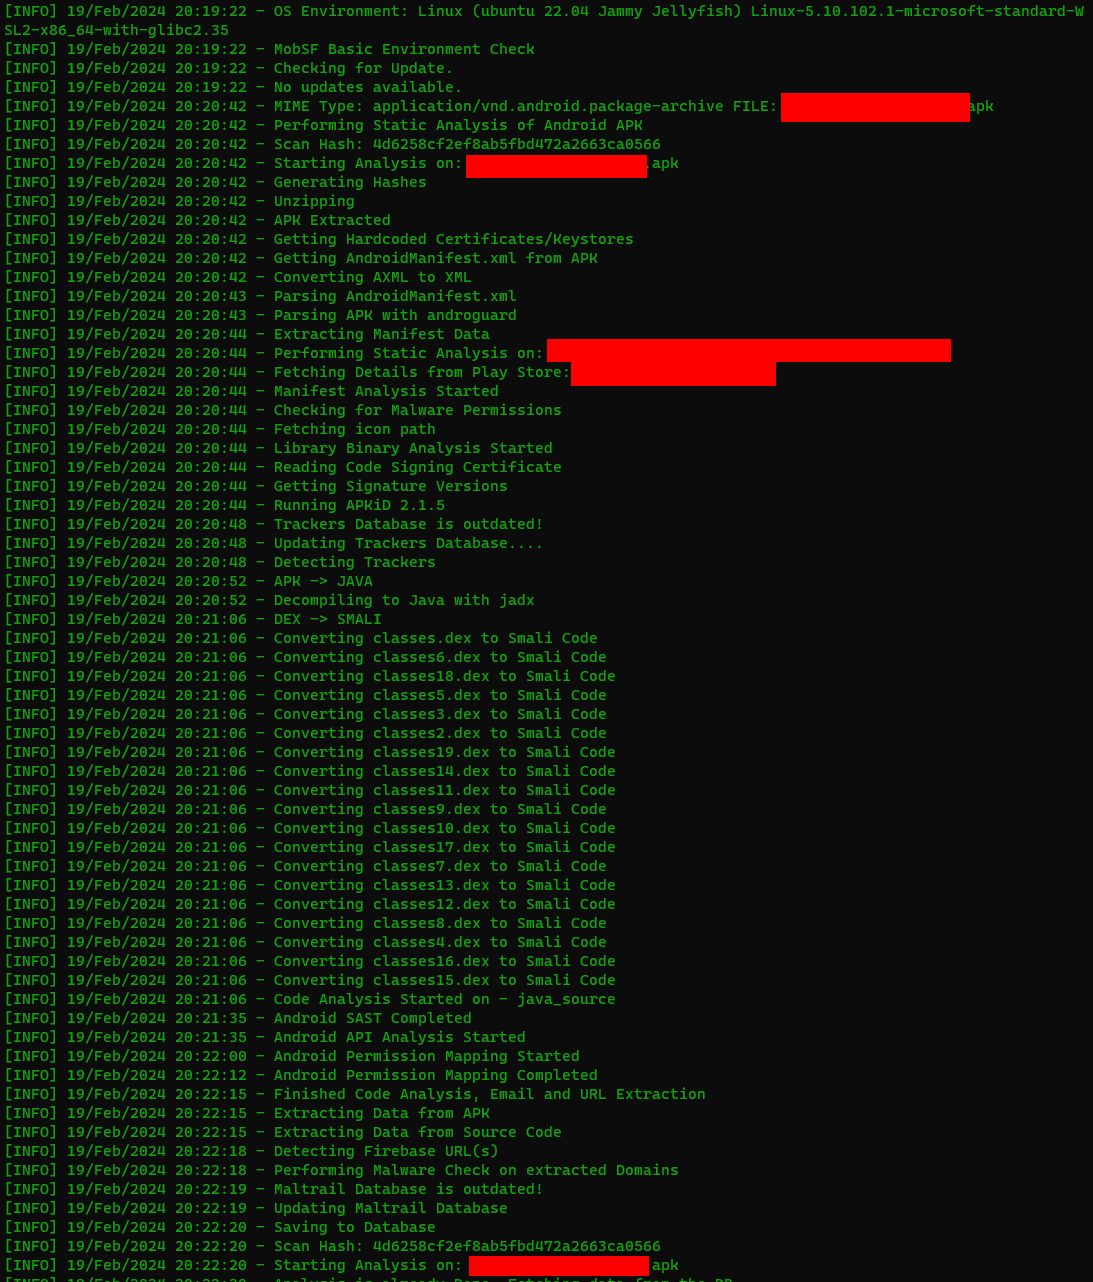 [INFO] 19/Feb/2024 20:19:22 - OS Environment: Linux (ubuntu 22.04 Jammy Jellyfish) Linux-5.10.102.1-microsoft-standard-W
SL2-x86_64-with-glibc2.35
[INFO] 19/Feb/2024 20:19:22 - MobSF Basic Environment Check
[INFO] 19/Feb/2024 20:19:22 - Checking for Update.
[INFO] 19/Feb/2024 20:19:22 - No updates available.
[INFO] 19/Feb/2024 20:20:42 - MIME Type: application/vnd.android.package-archive FILE: apk
[INFO] 19/Feb/2024 20:20:42 - Performing Static Analysis of Android APK
[INFO] 19/Feb/2024 20:20:42 - Scan Hash: 4d6258cf2ef8ab5fbd472a2663ca0566
[INFO] 19/Feb/2024 20:20:42 - Starting Analysis on: .apk
[INFO] 19/Feb/2024 20:20:42 - Generating Hashes
[INFO] 19/Feb/2024 20:20:42 - Unzipping
[INFO] 19/Feb/2024 20:20:42 - APK Extracted
[INFO] 19/Feb/2024 20:20:42 - Getting Hardcoded Certificates/Keystores
[INFO] 19/Feb/2024 20:20:42 - Getting AndroidManifest.xml from APK
[INFO] 19/Feb/2024 20:20:42 - Converting AXML to XML
[INFO] 19/Feb/2024 20:20:43 - Parsing AndroidManifest.xml
[INFO] 19/Feb/2024 20:20:43 - Parsing APK with androguard
[INFO] 19/Feb/2024 20:20:44 - Extracting Manifest Data
[INFO] 19/Feb/2024 20:20:44 - Performing Static Analysis on:
[INFO] 19/Feb/2024 20:20:44 - Fetching Details from Play Store:
[INFO] 19/Feb/2024 20:20:44 - Manifest Analysis Started
[INFO] 19/Feb/2024 20:20:44 - Checking for Malware Permissions
[INFO] 19/Feb/2024 20:20:44 - Fetching icon path
[INFO] 19/Feb/2024 20:20:44 - Library Binary Analysis Started
[INFO] 19/Feb/2024 20:20:44 - Reading Code Signing Certificate
[INFO] 19/Feb/2024 20:20:44 - Getting Signature Versions
[INFO] 19/Feb/2024 20:20:44 - Running APKiD 2.1.5
[INFO] 19/Feb/2024 20:20:48 - Trackers Database is outdated!
[INFO] 19/Feb/2024 20:20:48 - Updating Trackers Database....
[INFO] 19/Feb/2024 20:20:48 - Detecting Trackers
[INFO] 19/Feb/2024 20:20:52 - APK -> JAVA
[INFO] 19/Feb/2024 20:20:52 - Decompiling to Java with jadx
[INFO] 19/Feb/2024 20:21:06 - DEX -> SMALI
[INFO] 19/Feb/2024 20:21:06 - Converting classes.dex to Smali Code
[INFO] 19/Feb/2024 20:21:06 - Converting classes6.dex to Smali Code
[INFO] 19/Feb/2024 20:21:06 - Converting classes18.dex to Smali Code
[INFO] 19/Feb/2024 20:21:06 - Converting classes5.dex to Smali Code
[INFO] 19/Feb/2024 20:21:06 - Converting classes3.dex to Smali Code
[INFO] 19/Feb/2024 20:21:06 - Converting classes2.dex to Smali Code
[INFO] 19/Feb/2024 20:21:06 - Converting classes19.dex to Smali Code
[INFO] 19/Feb/2024 20:21:06 - Converting classes14.dex to Smali Code
[INFO] 19/Feb/2024 20:21:06 - Converting classes11.dex to Smali Code
[INFO] 19/Feb/2024 20:21:06 - Converting classes9.dex to Smali Code
[INFO] 19/Feb/2024 20:21:06 - Converting classes10.dex to Smali Code
[INFO] 19/Feb/2024 20:21:06 - Converting classes17.dex to Smali Code
[INFO] 19/Feb/2024 20:21:06 - Converting classes7.dex to Smali Code
[INFO] 19/Feb/2024 20:21:06 - Converting classes13.dex to Smali Code
[INFO] 19/Feb/2024 20:21:06 - Converting classes12.dex to Smali Code
[INFO] 19/Feb/2024 20:21:06 - Converting classes8.dex to Smali Code
[INFO] 19/Feb/2024 20:21:06 - Converting classes4.dex to Smali Code
[INFO] 19/Feb/2024 20:21:06 - Converting classes16.dex to Smali Code
[INFO] 19/Feb/2024 20:21:06 - Converting classes15.dex to Smali Code
[INFO] 19/Feb/2024 20:21:06 - Code Analysis Started on - java_source
[INFO] 19/Feb/2024 20:21:35 - Android SAST Completed
[INFO] 19/Feb/2024 20:21:35 - Android API Analysis Started
[INFO] 19/Feb/2024 20:22:00 - Android Permission Mapping Started
[INFO] 19/Feb/2024 20:22:12 - Android Permission Mapping Completed
[INFO] 19/Feb/2024 20:22:15 - Finished Code Analysis, Email and URL Extraction
[INFO] 19/Feb/2024 20:22:15 - Extracting Data from APK
[INFO] 19/Feb/2024 20:22:15 - Extracting Data from Source Code
[INFO] 19/Feb/2024 20:22:18 - Detecting Firebase URL(s)
[INFO] 19/Feb/2024 20:22:18 - Performing Malware Check on extracted Domains
[INFO] 19/Feb/2024 20:22:19 - Maltrail Database is outdated!
[INFO] 19/Feb/2024 20:22:19 - Updating Maltrail Database
[INFO] 19/Feb/2024 20:22:20 - Saving to Database
[INFO] 19/Feb/2024 20:22:20 - Scan Hash: 4d6258cf2ef8ab5fbd472a2663ca0566
[INFO] 19/Feb/2024 20:22:20 - Starting Analysis on: apk